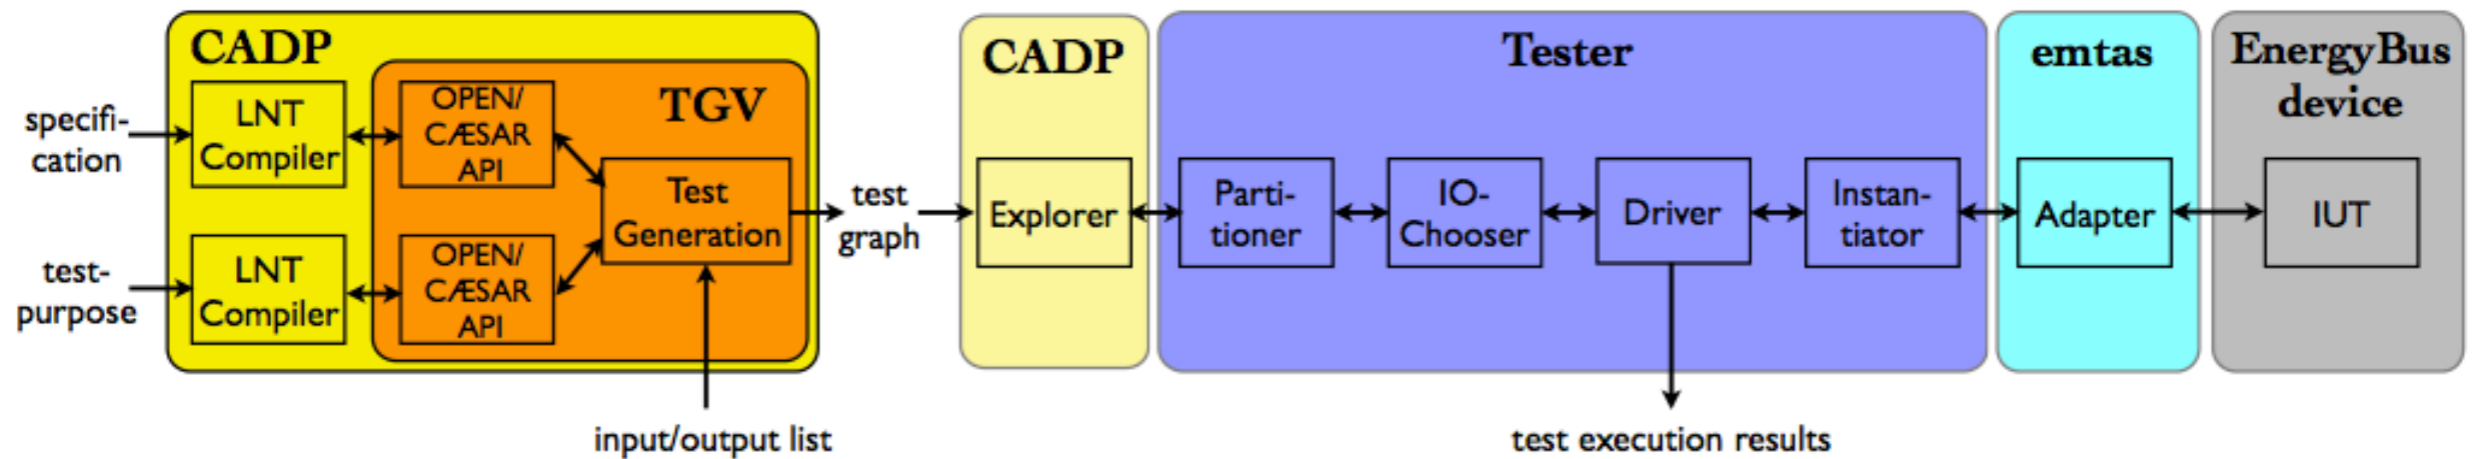 CADP
specifi-
cation
LNT
Compiler
OPEN/
CÆSAR
API
TGV
Test
Generation
test-
purpose
LNT
Compiler
OPEN/
CÆSAR
API
input/output list
test
graph
CADP
Explorer
Tester
Parti-
tioner
IO-
Chooser
Driver
Instan-
tiator
test execution results
emtas
Adapter
EnergyBus
device
IUT